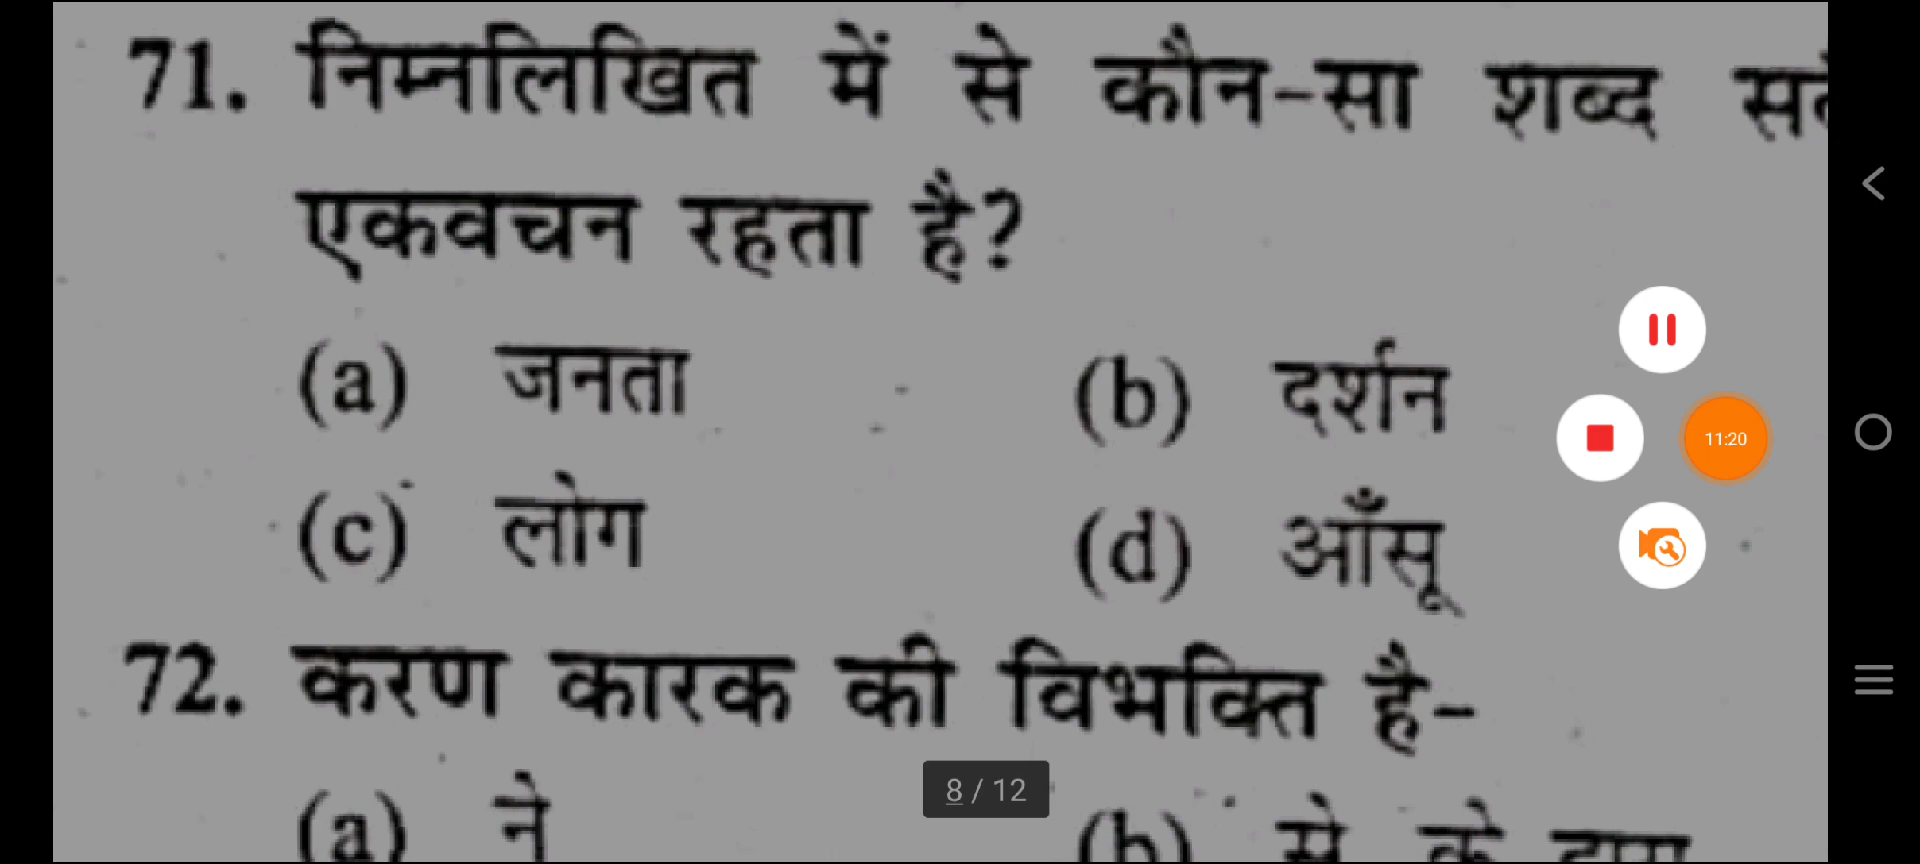 71. निम्नलिखित में से कौन-सा शब्द
एकवचन रहता है?
(a) जनता (b) दर्शन
(c) लोग (d) आँसू
11:20
72. करण कारक की विभक्ति है-
8 / 12
(a) ने (b) से के द्वारा